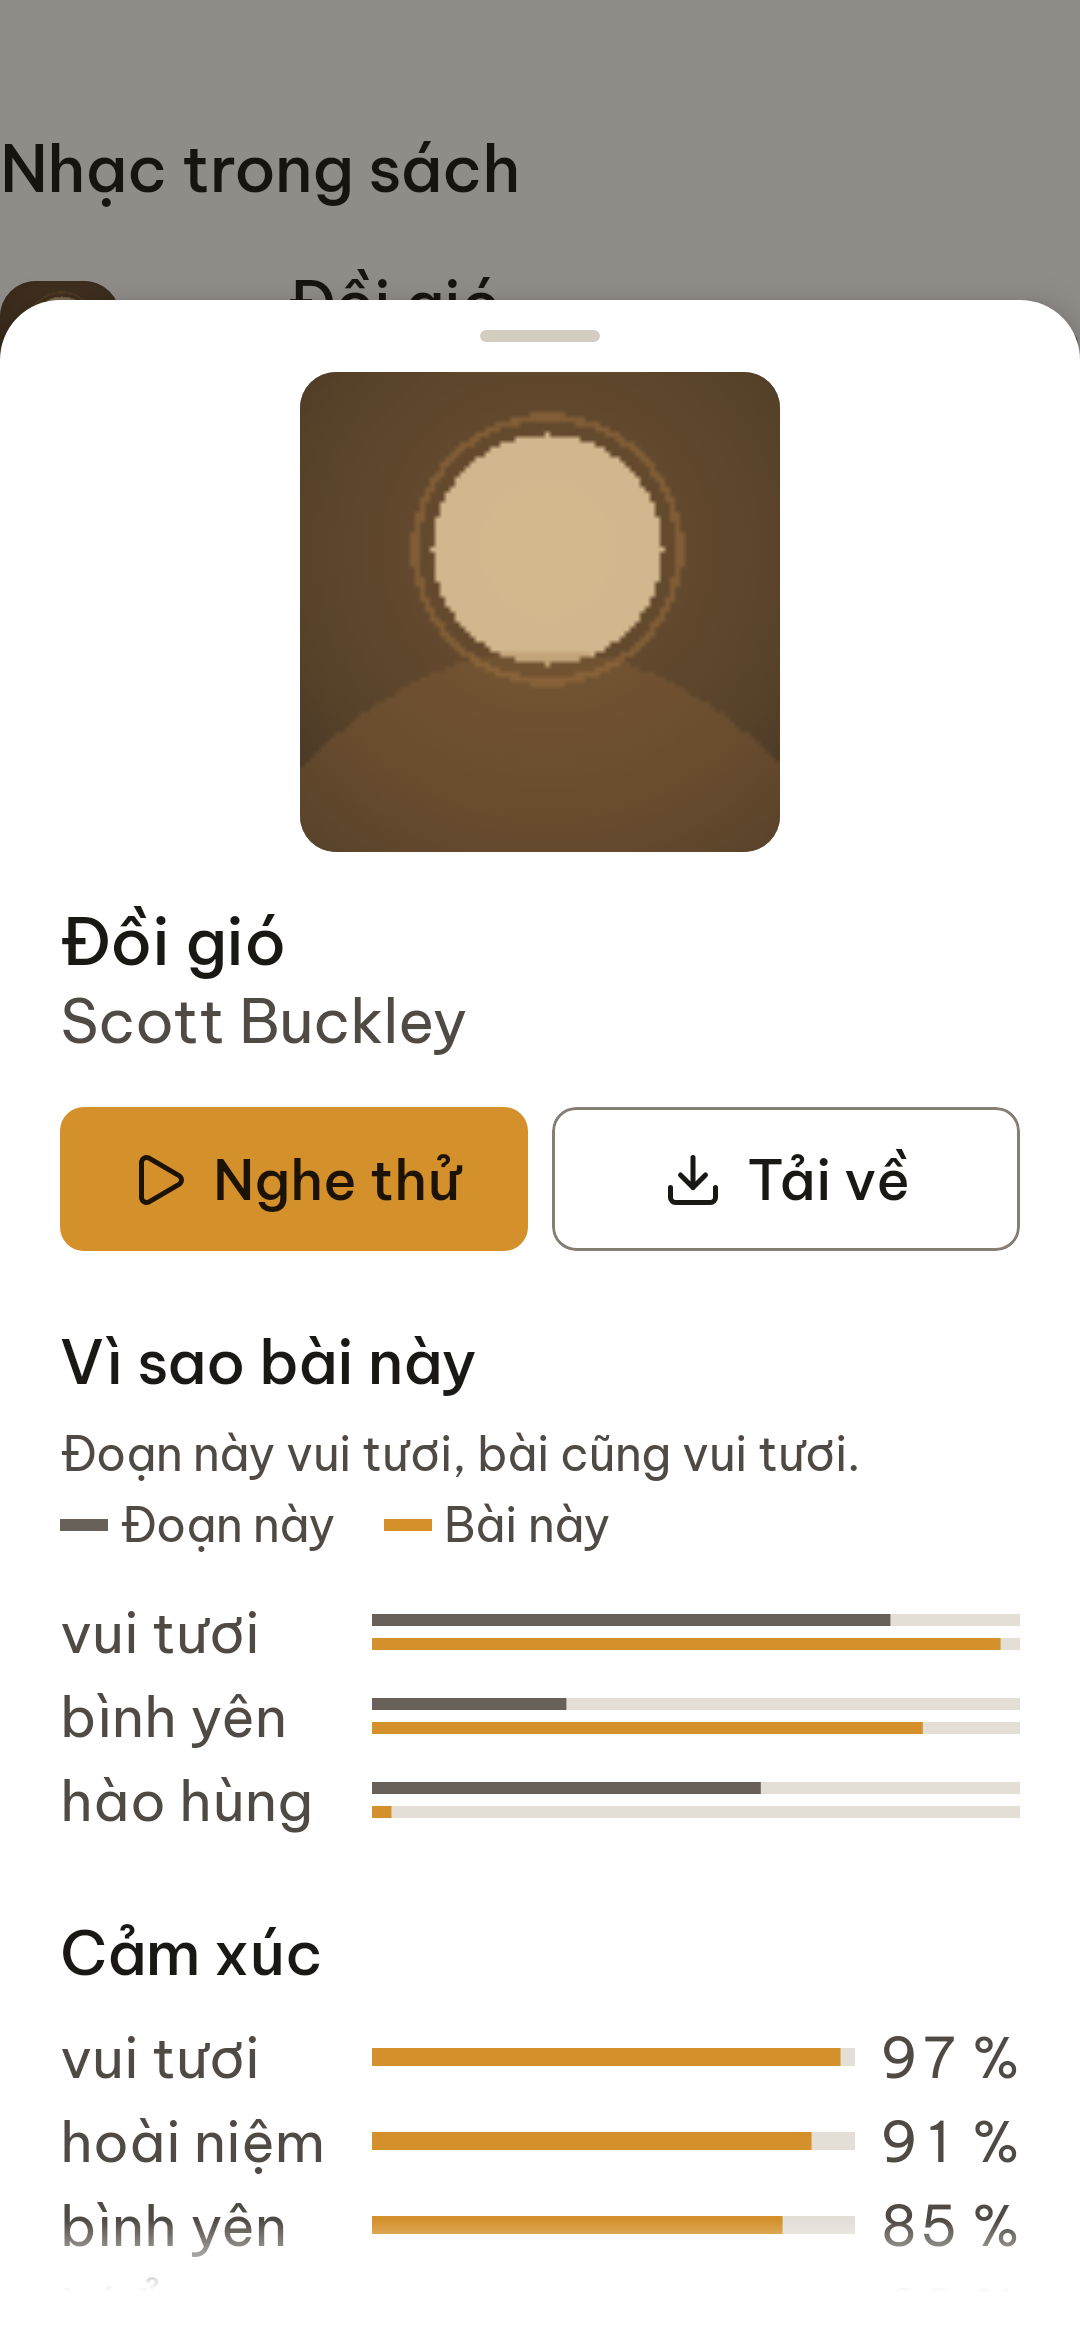 Nhạc trong sách
Đồi gió
Đồi gió
Scott Buckley
Nghe thử
Tải về
Vì sao bài này
Đoạn này vui tươi, bài cũng vui tươi.
Đoạn này
Bài này
vui tươi
bình yên
hào hùng
Cảm xúc
vui tươi 97 %
hoài niệm 91 %
bình yên 85 %